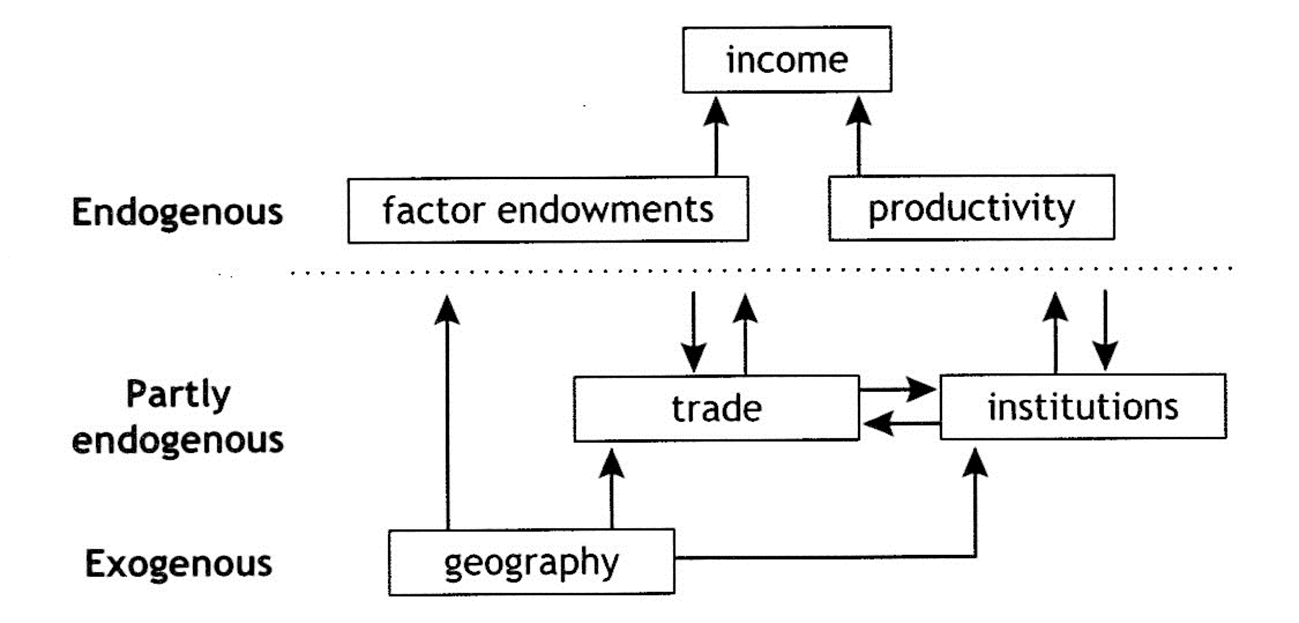 income
Endogenous
factor endowments
productivity
Partly
endogenous
trade
institutions
Exogenous
geography